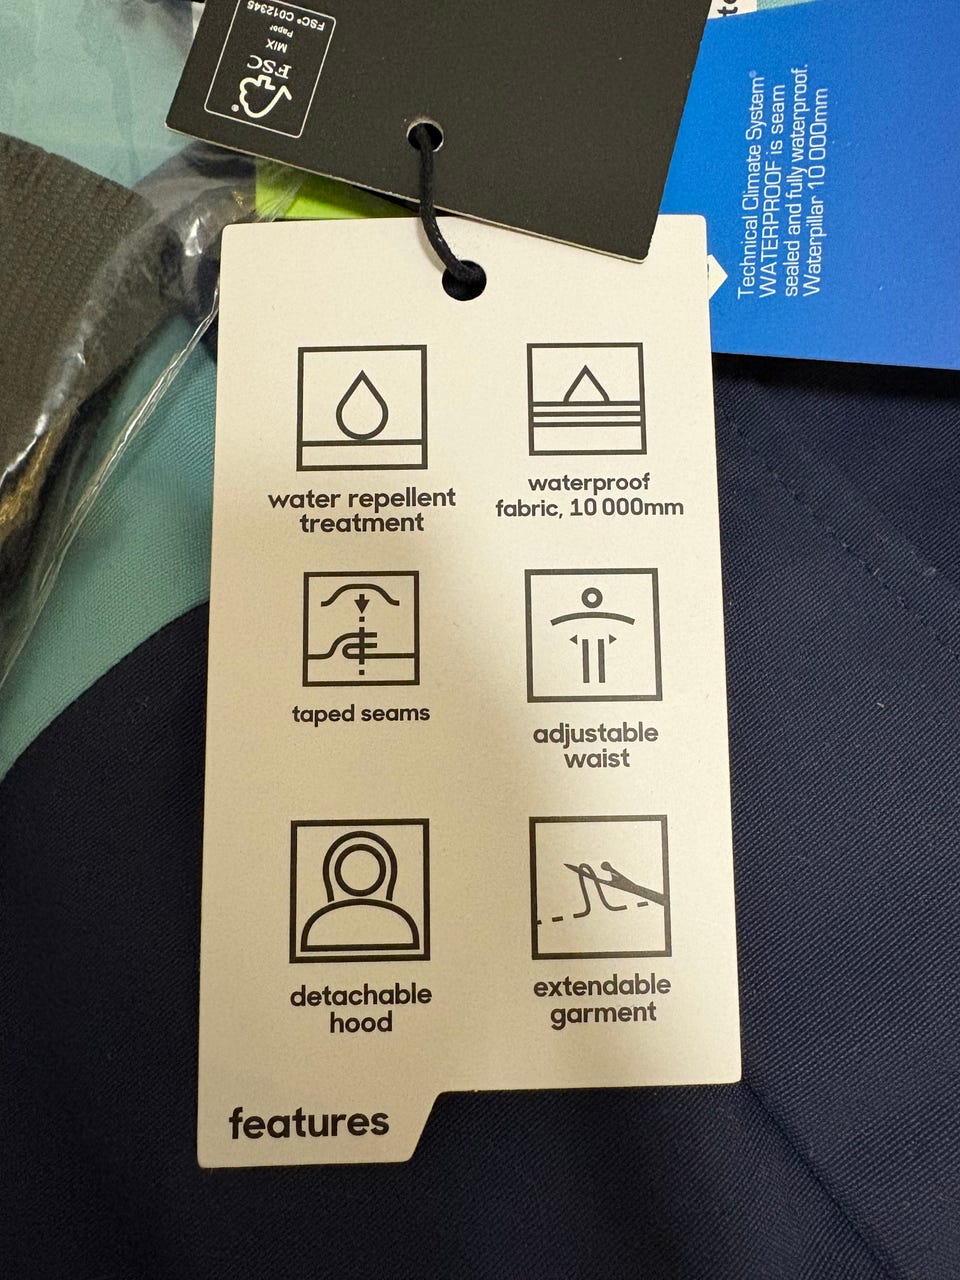 FSC
MIX
Paper
FSC® C012345
Technical Climate System®
WATERPROOF is seam
sealed and fully waterproof.
Waterpillar 10 000mm
water repellent
treatment
waterproof
fabric, 10 000mm
taped seams
adjustable
waist
detachable
hood
extendable
garment
features